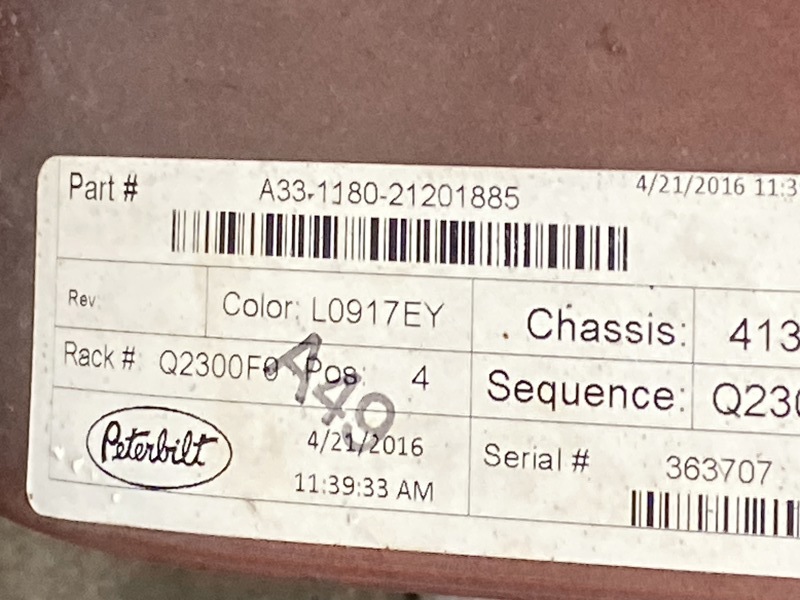 Part # A33-1180-21201885 4/21/2016 11:3
Rev: Color: L0917EY Chassis: 413
Rack #: Q2300F0 Pos: 4 Sequence: Q230
A49
Peterbilt 4/21/2016 Serial # 363707
11:39:33 AM